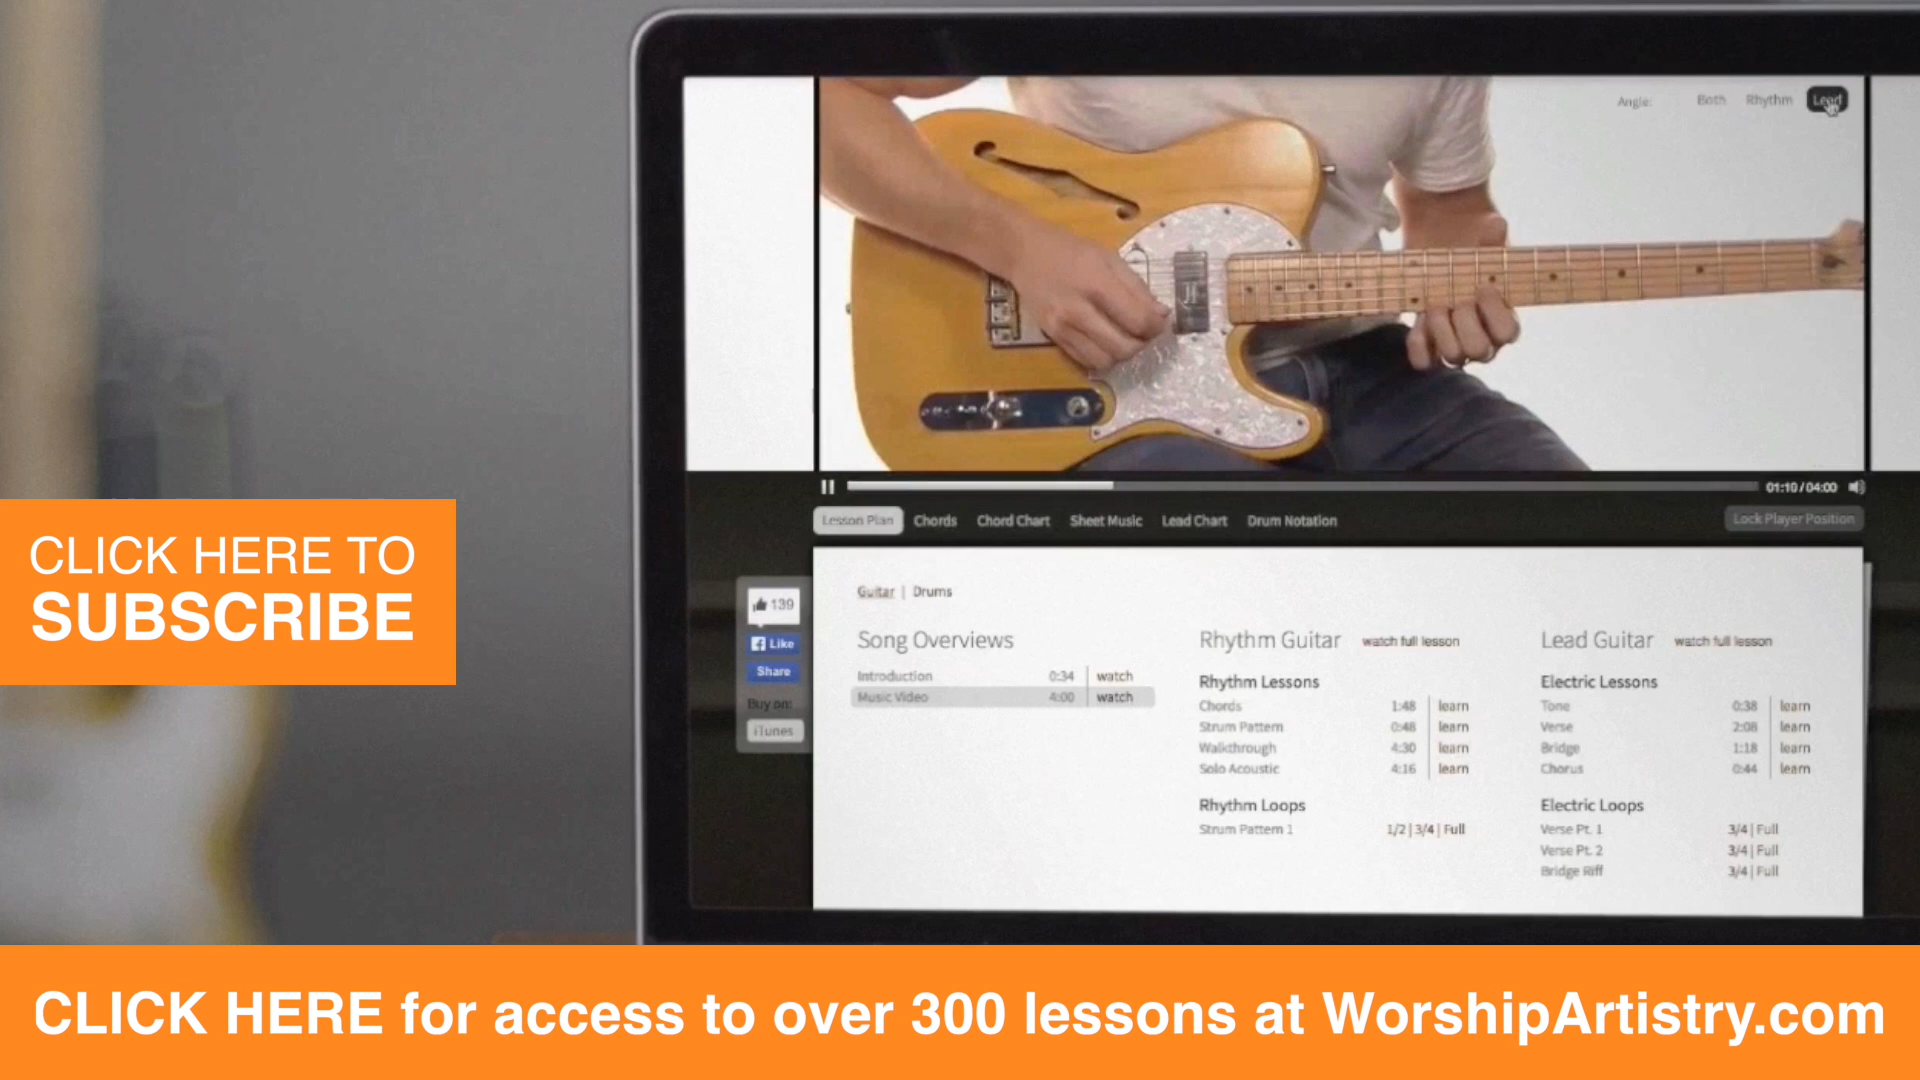 Angle: Both Rhythm Lead
01:10 / 04:00
Lesson Plan Chords Chord Chart Sheet Music Lead Chart Drum Notation Lock Player Position
CLICK HERE TO
SUBSCRIBE
139
Like
Share
Buy on:
iTunes
Guitar | Drums
Song Overviews
Introduction 0:34 watch
Music Video 4:00 watch
Rhythm Guitar watch full lesson
Rhythm Lessons
Chords 1:48 learn
Strum Pattern 0:48 learn
Walkthrough 4:30 learn
Solo Acoustic 4:16 learn
Rhythm Loops
Strum Pattern 1 1/2 | 3/4 | Full
Lead Guitar watch full lesson
Electric Lessons
Tone 0:38 learn
Verse 2:08 learn
Bridge 1:18 learn
Chorus 0:44 learn
Electric Loops
Verse Pt. 1 3/4 | Full
Verse Pt. 2 3/4 | Full
Bridge Riff 3/4 | Full
CLICK HERE for access to over 300 lessons at WorshipArtistry.com